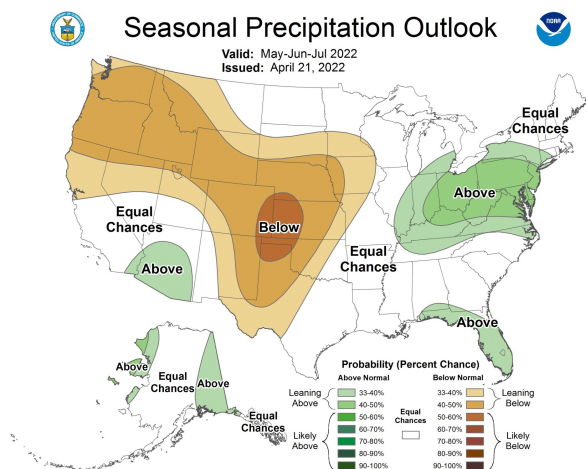 Seasonal Precipitation Outlook
NOAA
Valid: May-Jun-Jul 2022
Issued: April 21, 2022
Equal
Chances
Above
Equal
Chances
Below
Equal
Chances
Above
Above
Above
Equal
Chances
Above
Equal
Chances
Probability (Percent Chance)
Above Normal
Below Normal
Leaning
Above
33-40%
40-50%
Likely
Above
50-60%
60-70%
70-80%
80-90%
90-100%
Equal
Chances
33-40%
40-50%
Leaning
Below
50-60%
60-70%
70-80%
80-90%
90-100%
Likely
Below